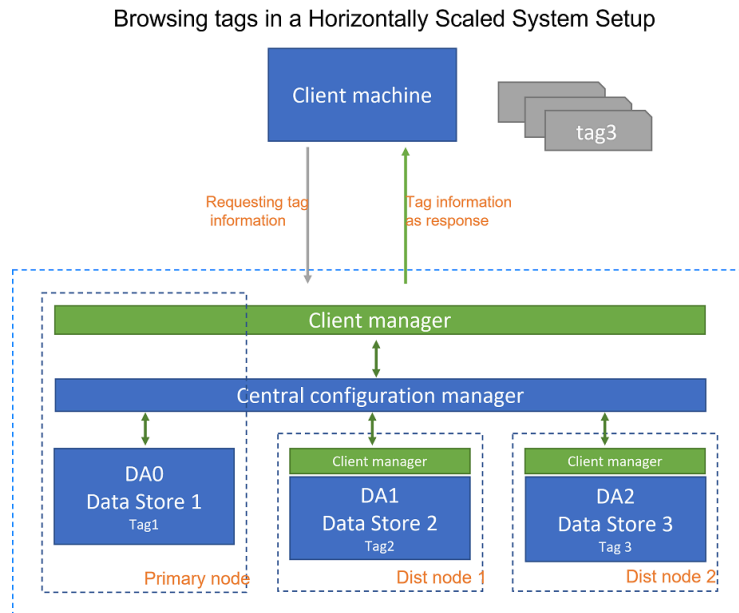 Browsing tags in a Horizontally Scaled System Setup
Client machine
tag3
Requesting tag
information
Tag information
as response
Client manager
Central configuration manager
DA0
Data Store 1
Tag1
Primary node
Client manager
DA1
Data Store 2
Tag2
Dist node 1
Client manager
DA2
Data Store 3
Tag 3
Dist node 2